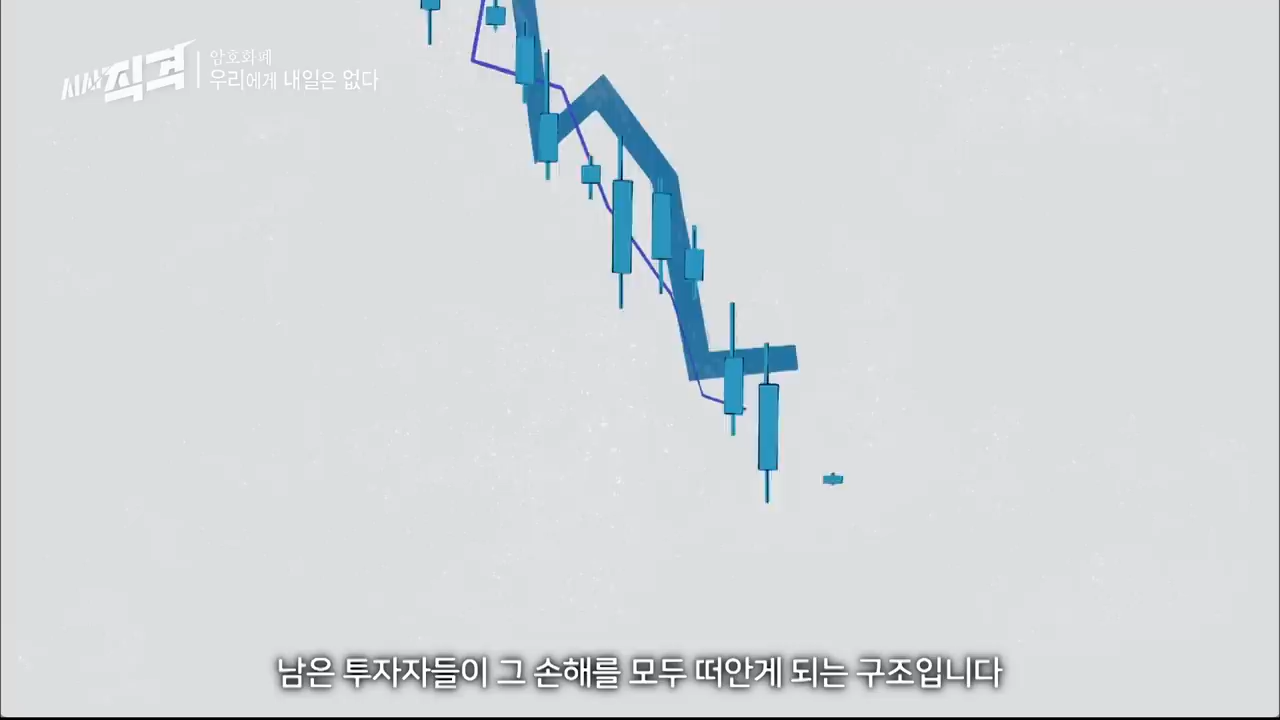 시사직격
암호화폐
우리에게 내일은 없다
남은 투자자들이 그 손해를 모두 떠안게 되는 구조입니다